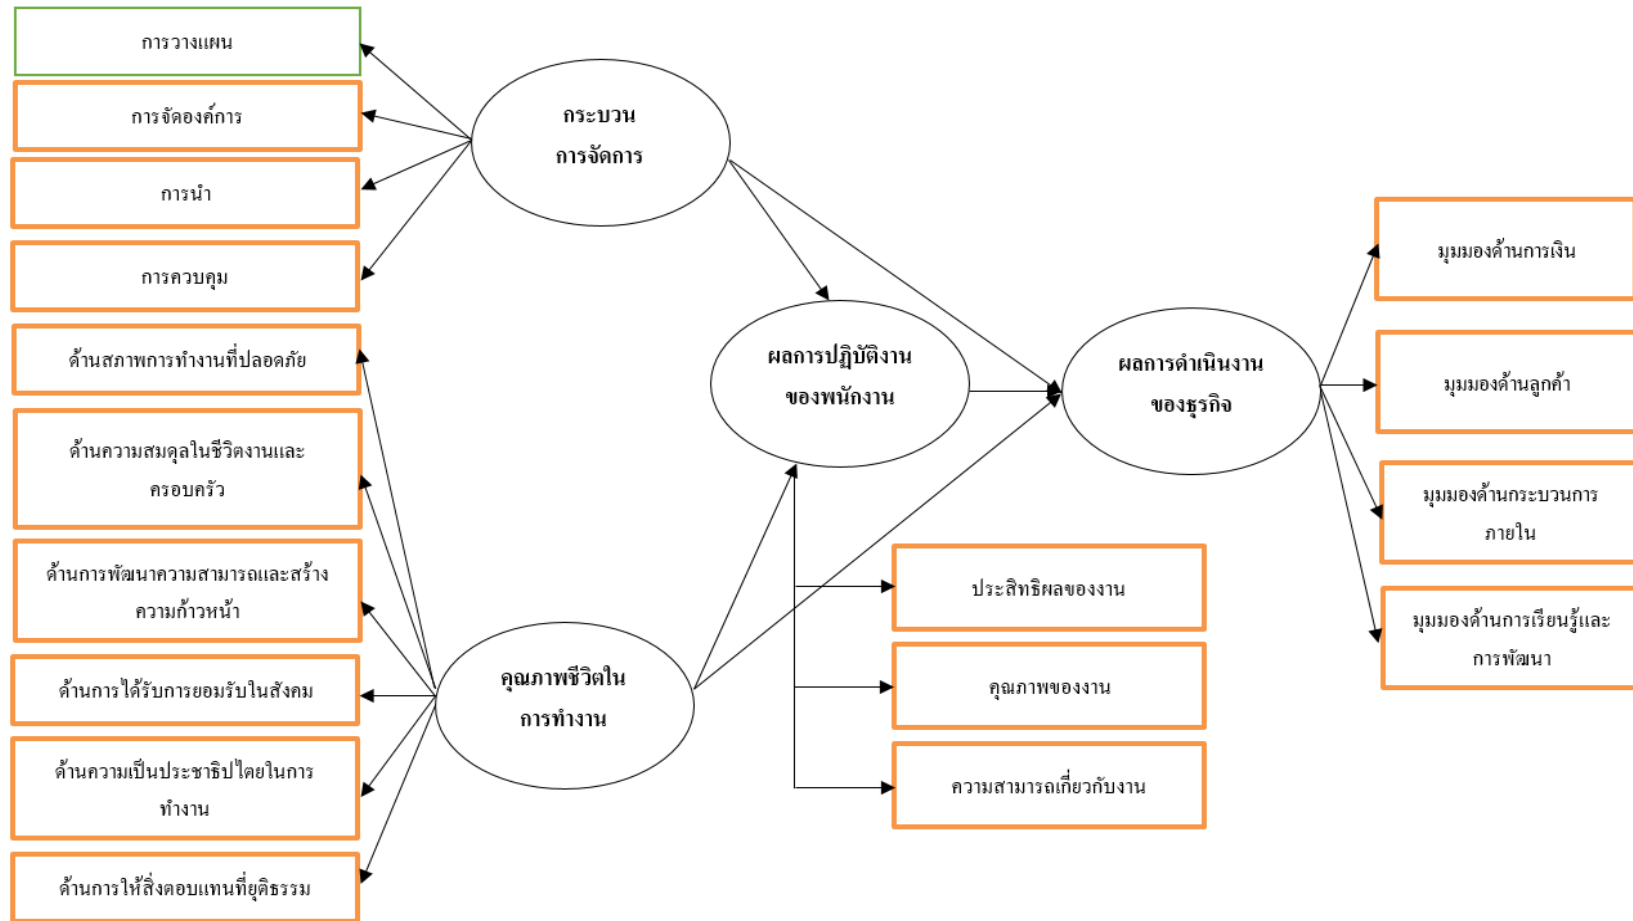 การวางแผน
การจัดองค์การ
การนำ
การควบคุม
ด้านสภาพการทำงานที่ปลอดภัย
ด้านความสมดุลในชีวิตงานและ
ครอบครัว
ด้านการพัฒนาความสามารถและสร้าง
ความก้าวหน้า
ด้านการได้รับการยอมรับในสังคม
ด้านความเป็นประชาธิปไตยในการ
ทำงาน
ด้านการให้สิ่งตอบแทนที่ยุติธรรม
กระบวน
การจัดการ
คุณภาพชีวิตใน
การทำงาน
ผลการปฏิบัติงาน
ของพนักงาน
ประสิทธิผลของงาน
คุณภาพของงาน
ความสามารถเกี่ยวกับงาน
ผลการดำเนินงาน
ของธุรกิจ
มุมมองด้านการเงิน
มุมมองด้านลูกค้า
มุมมองด้านกระบวนการ
ภายใน
มุมมองด้านการเรียนรู้และ
การพัฒนา